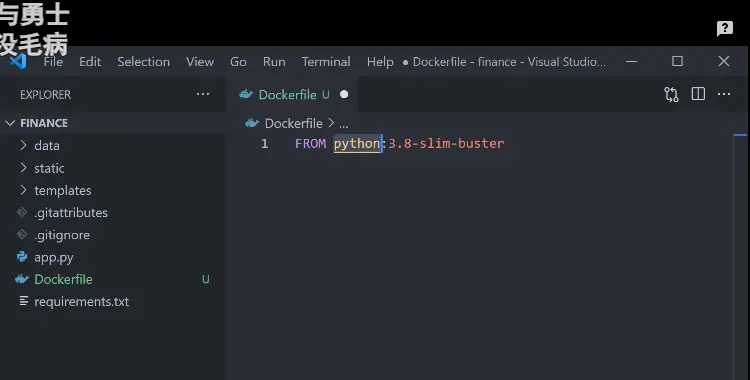 与勇士
没毛病
File Edit Selection View Go Run Terminal Help ● Dockerfile - finance - Visual Studio...
EXPLORER ...
Dockerfile U ●
FINANCE
Dockerfile > ...
data
static
templates
.gitattributes
.gitignore
app.py
Dockerfile U
requirements.txt
1 FROM python:3.8-slim-buster